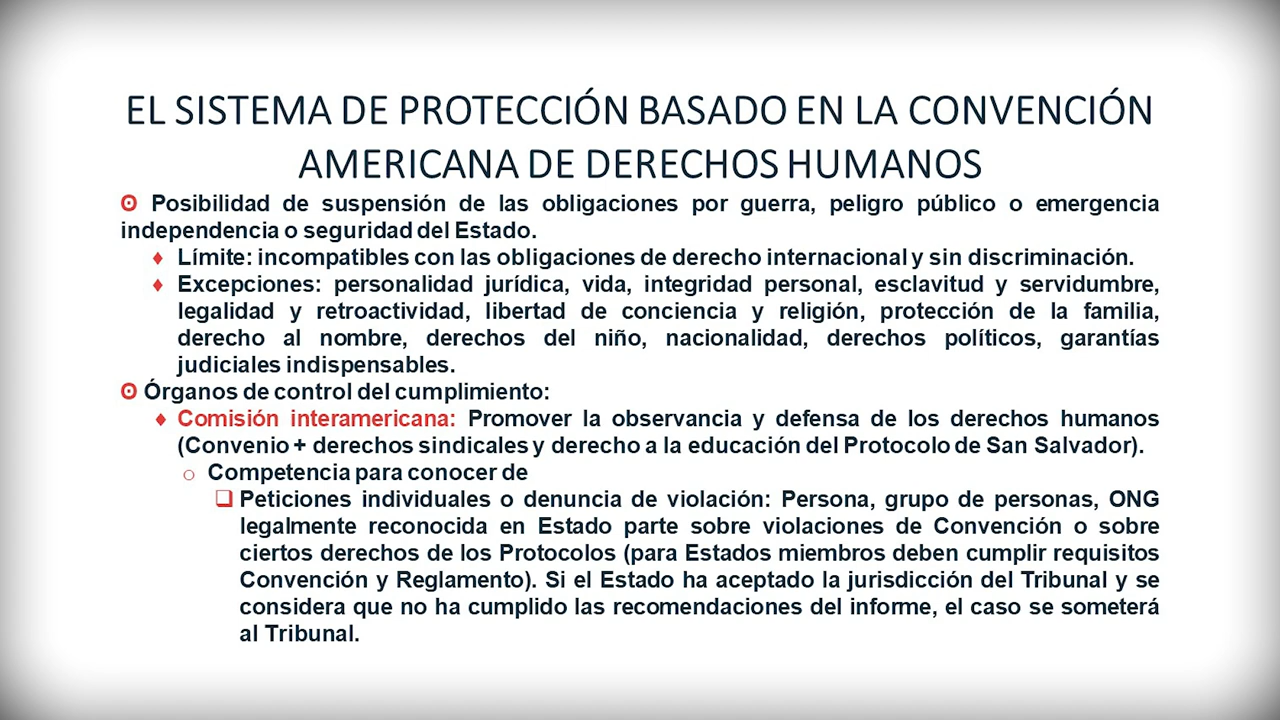 EL SISTEMA DE PROTECCIÓN BASADO EN LA CONVENCIÓN
AMERICANA DE DERECHOS HUMANOS
Posibilidad de suspensión de las obligaciones por guerra, peligro público o emergencia
independencia o seguridad del Estado.
Límite: incompatibles con las obligaciones de derecho internacional y sin discriminación.
Excepciones: personalidad jurídica, vida, integridad personal, esclavitud y servidumbre,
legalidad y retroactividad, libertad de conciencia y religión, protección de la familia,
derecho al nombre, derechos del niño, nacionalidad, derechos políticos, garantías
judiciales indispensables.
Órganos de control del cumplimiento:
Comisión interamericana: Promover la observancia y defensa de los derechos humanos
(Convenio + derechos sindicales y derecho a la educación del Protocolo de San Salvador).
Competencia para conocer de
Peticiones individuales o denuncia de violación: Persona, grupo de personas, ONG
legalmente reconocida en Estado parte sobre violaciones de Convención o sobre
ciertos derechos de los Protocolos (para Estados miembros deben cumplir requisitos
Convención y Reglamento). Si el Estado ha aceptado la jurisdicción del Tribunal y se
considera que no ha cumplido las recomendaciones del informe, el caso se someterá
al Tribunal.